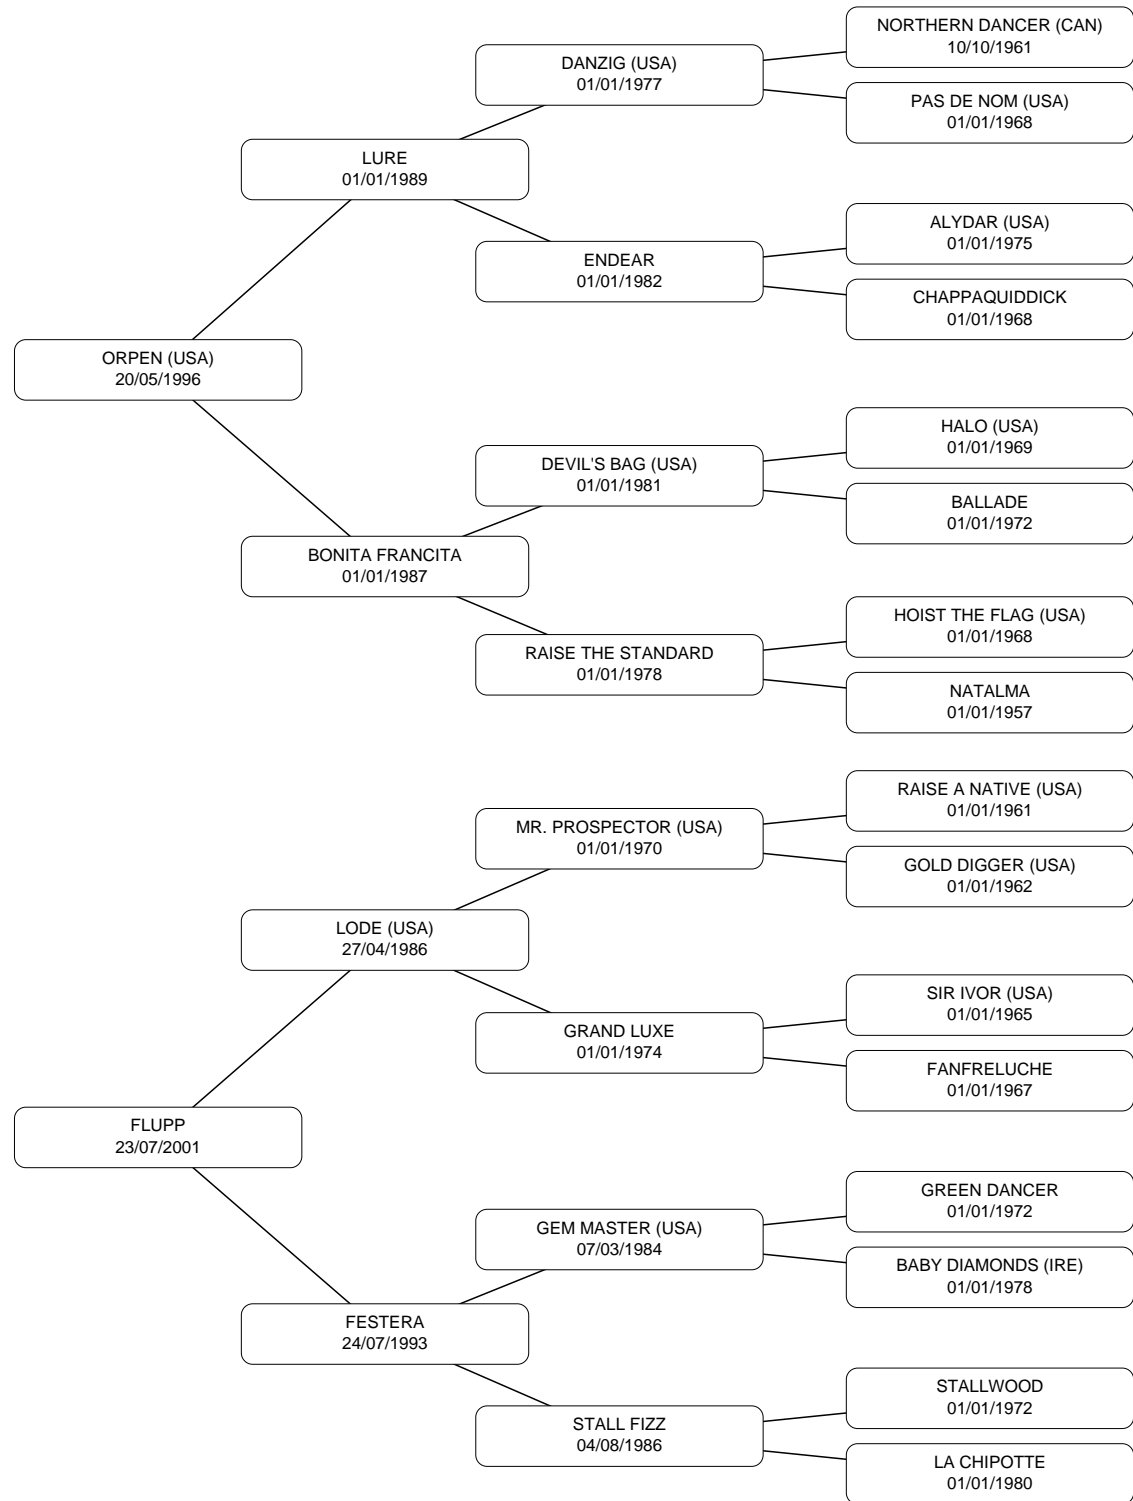 NORTHERN DANCER (CAN)
10/10/1961
DANZIG (USA)
01/01/1977
PAS DE NOM (USA)
01/01/1968
LURE
01/01/1989
ALYDAR (USA)
01/01/1975
ENDEAR
01/01/1982
CHAPPAQUIDDICK
01/01/1968
ORPEN (USA)
20/05/1996
HALO (USA)
01/01/1969
DEVIL'S BAG (USA)
01/01/1981
BALLADE
01/01/1972
BONITA FRANCITA
01/01/1987
HOIST THE FLAG (USA)
01/01/1968
RAISE THE STANDARD
01/01/1978
NATALMA
01/01/1957
RAISE A NATIVE (USA)
01/01/1961
MR. PROSPECTOR (USA)
01/01/1970
GOLD DIGGER (USA)
01/01/1962
LODE (USA)
27/04/1986
SIR IVOR (USA)
01/01/1965
GRAND LUXE
01/01/1974
FANFRELUCHE
01/01/1967
FLUPP
23/07/2001
GREEN DANCER
01/01/1972
GEM MASTER (USA)
07/03/1984
BABY DIAMONDS (IRE)
01/01/1978
FESTERA
24/07/1993
STALLWOOD
01/01/1972
STALL FIZZ
04/08/1986
LA CHIPOTTE
01/01/1980